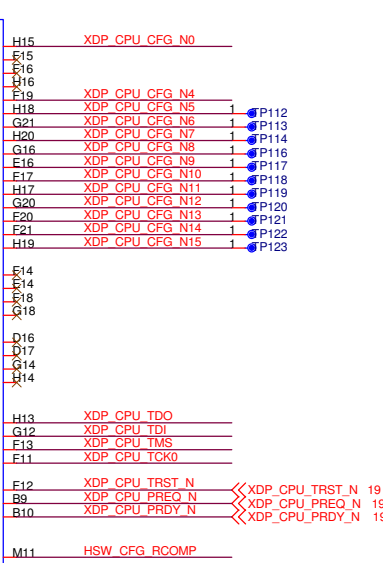 H15 XDP_CPU_CFG_N0
F15
E16
H16
F19 XDP_CPU_CFG_N4
H18 XDP_CPU_CFG_N5 1 TP112
G21 XDP_CPU_CFG_N6 1 TP113
H20 XDP_CPU_CFG_N7 1 TP114
G16 XDP_CPU_CFG_N8 1 TP116
E16 XDP_CPU_CFG_N9 1 TP117
F17 XDP_CPU_CFG_N10 1 TP118
H17 XDP_CPU_CFG_N11 1 TP119
G20 XDP_CPU_CFG_N12 1 TP120
F20 XDP_CPU_CFG_N13 1 TP121
F21 XDP_CPU_CFG_N14 1 TP122
H19 XDP_CPU_CFG_N15 1 TP123
F14
E14
F18
G18
D16
D17
G14
H14
H13 XDP_CPU_TDO
G12 XDP_CPU_TDI
F13 XDP_CPU_TMS
F11 XDP_CPU_TCK0
F12 XDP_CPU_TRST_N XDP_CPU_TRST_N 19
B9 XDP_CPU_PREQ_N XDP_CPU_PREQ_N 19
B10 XDP_CPU_PRDY_N XDP_CPU_PRDY_N 19
M11 HSW_CFG_RCOMP